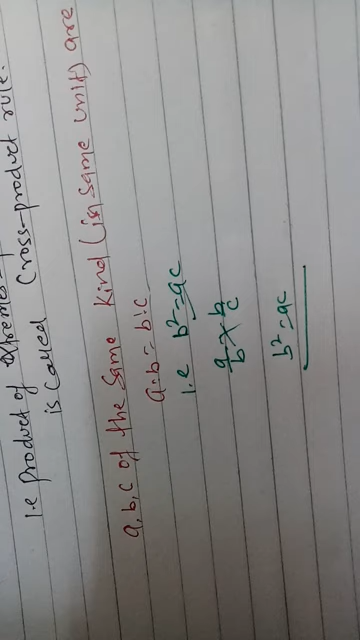 i.e product of extremes
is called Cross-product rule.
a, b, c of the same kind (in same unit) are
a:b = b:c
i.e b²=ac
a/b × b/c
b²=ac